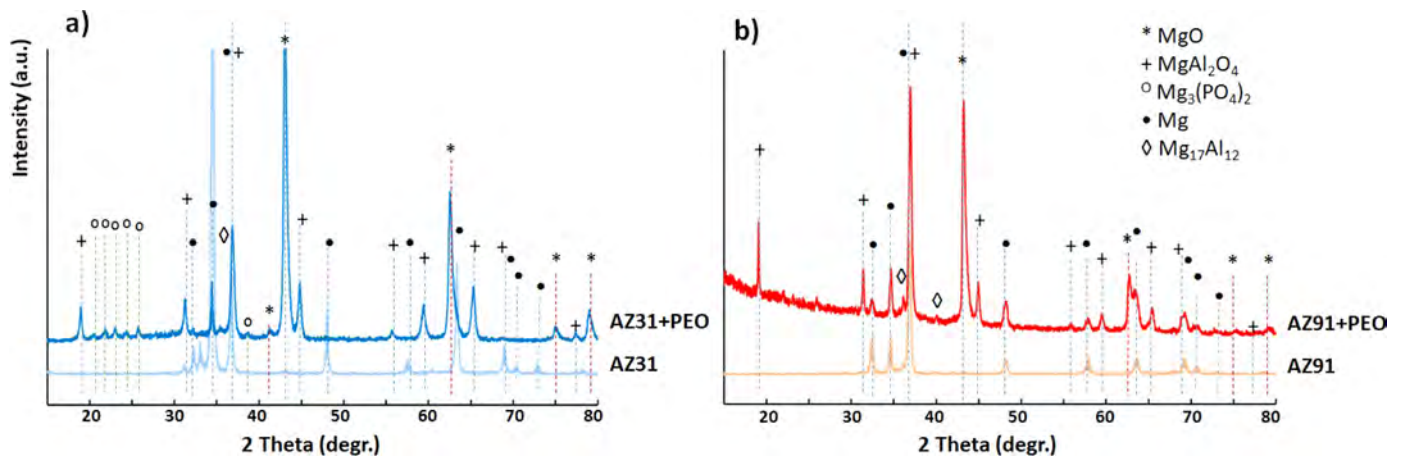 a)
Intensity (a.u.)
AZ31+PEO
AZ31
20 30 40 50 60 70 80
2 Theta (degr.)
b)
* MgO
+ MgAl₂O₄
o Mg₃(PO₄)₂
• Mg
◊ Mg₁₇Al₁₂
AZ91+PEO
AZ91
20 30 40 50 60 70 80
2 Theta (degr.)